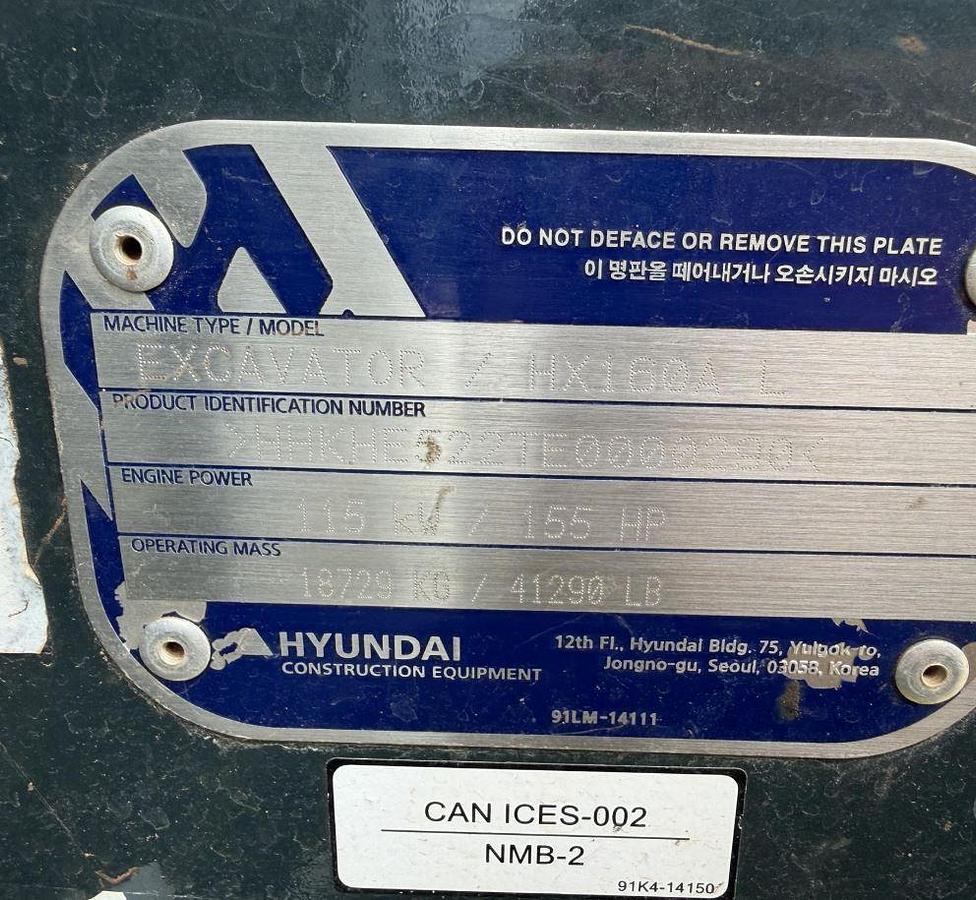 DO NOT DEFACE OR REMOVE THIS PLATE
이 명판을 떼어내거나 오손시키지 마시오
MACHINE TYPE / MODEL
EXCAVATOR / HX160A L
PRODUCT IDENTIFICATION NUMBER
>HHKHE522TE0000290<
ENGINE POWER
115 kW / 155 HP
OPERATING MASS
18729 KG / 41290 LB
HYUNDAI
CONSTRUCTION EQUIPMENT
12th Fl., Hyundai Bldg. 75, Yulgok-ro,
Jongno-gu, Seoul, 03058, Korea
91LM-14111
CAN ICES-002
NMB-2
91K4-14150